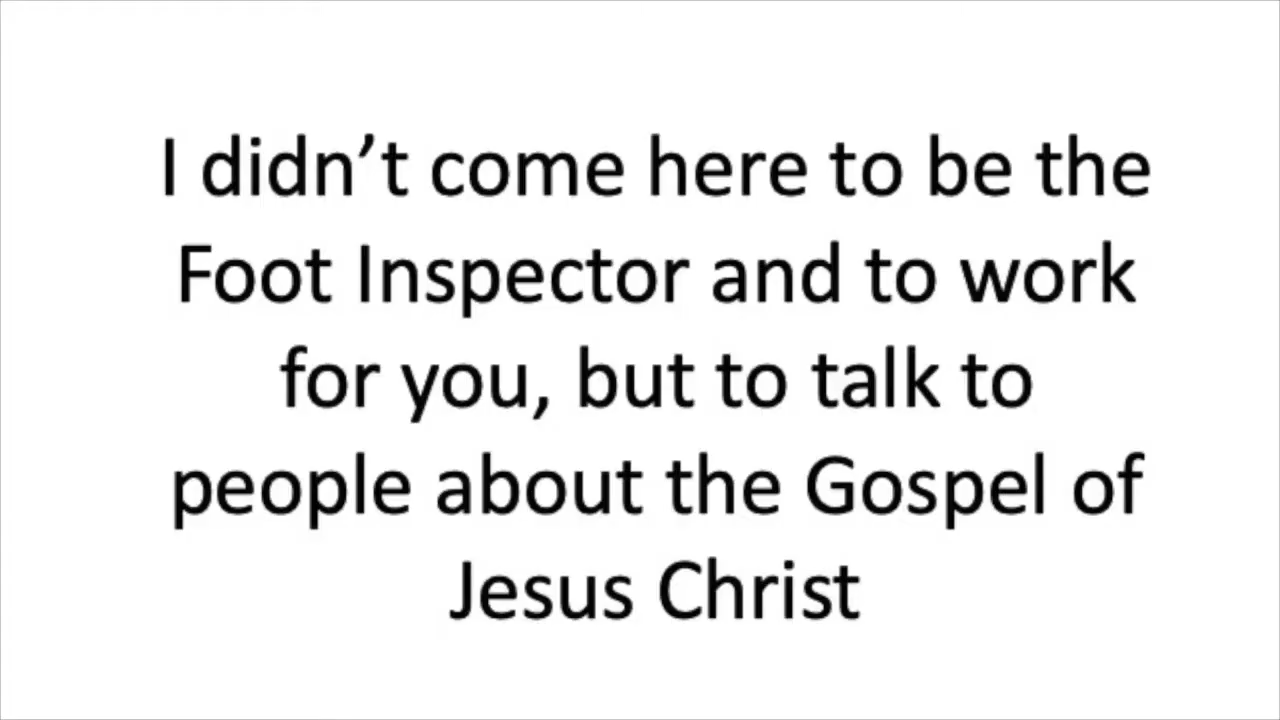 I didn’t come here to be the
Foot Inspector and to work
for you, but to talk to
people about the Gospel of
Jesus Christ